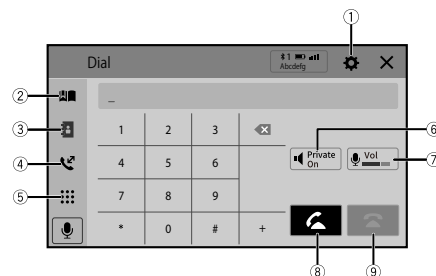 ①
Dial
1
Abcdefg
②
_
③
1 2 3
⑥
Private
On
Vol
④
4 5 6
⑦
⑤
7 8 9
* 0 # +
⑧
⑨